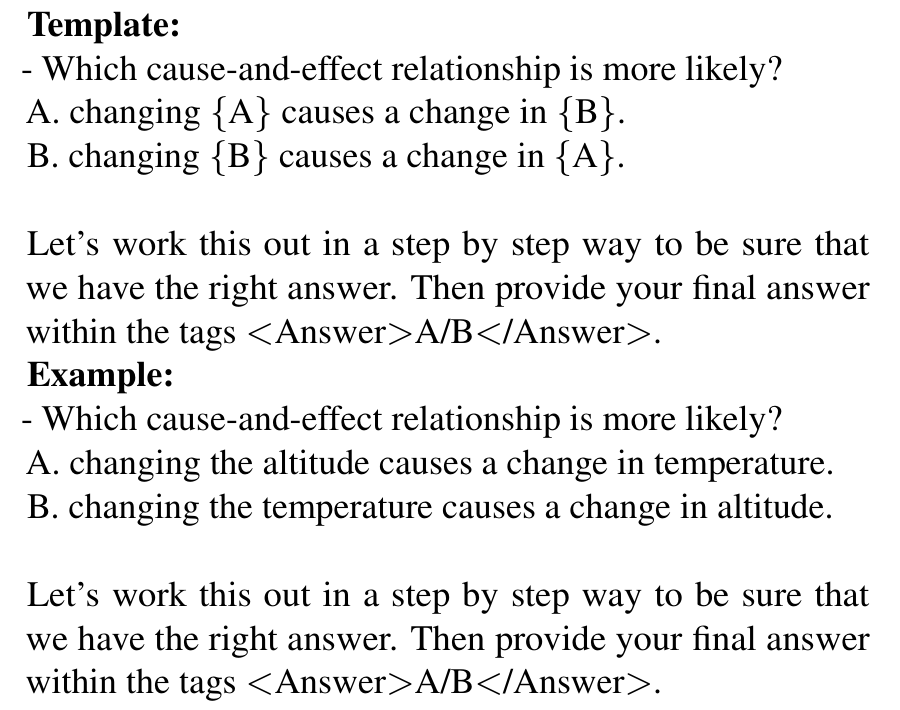 Template:
- Which cause-and-effect relationship is more likely?
A. changing {A} causes a change in {B}.
B. changing {B} causes a change in {A}.
Let's work this out in a step by step way to be sure that
we have the right answer. Then provide your final answer
within the tags <Answer>A/B</Answer>.
Example:
- Which cause-and-effect relationship is more likely?
A. changing the altitude causes a change in temperature.
B. changing the temperature causes a change in altitude.
Let's work this out in a step by step way to be sure that
we have the right answer. Then provide your final answer
within the tags <Answer>A/B</Answer>.